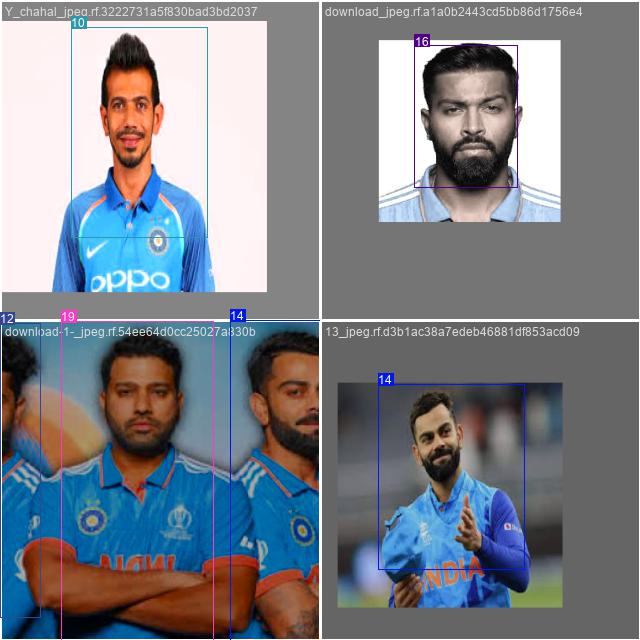 Y_chahal_jpeg.rf.3222731a5f830bad3bd2037
10
oppo
download_jpeg.rf.a1a0b2443cd5bb86d1756e4
16
12
19
14
download-1-_jpeg.rf.54ee64d0cc25027a830b
INDI
13_jpeg.rf.d3b1ac38a7edeb46881df853acd09
14
INDIA